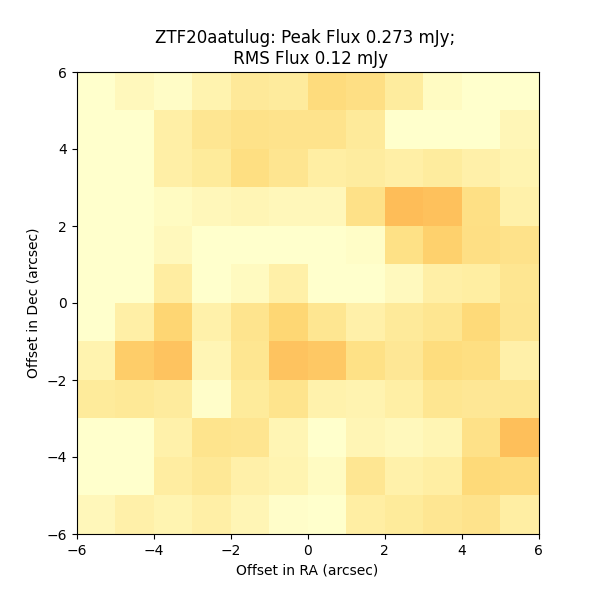 ZTF20aatulug: Peak Flux 0.273 mJy;
RMS Flux 0.12 mJy
6
4
2
0
−2
−4
−6
Offset in Dec (arcsec)
−6 −4 −2 0 2 4 6
Offset in RA (arcsec)